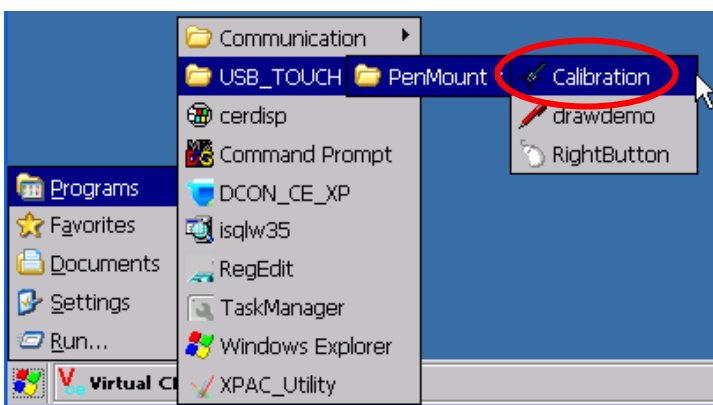 Communication
USB_TOUCH
cerdisp
Command Prompt
DCON_CE_XP
isqlw35
RegEdit
TaskManager
Windows Explorer
XPAC_Utility
PenMount
Calibration
drawdemo
RightButton
Programs
Favorites
Documents
Settings
Run...
Virtual C